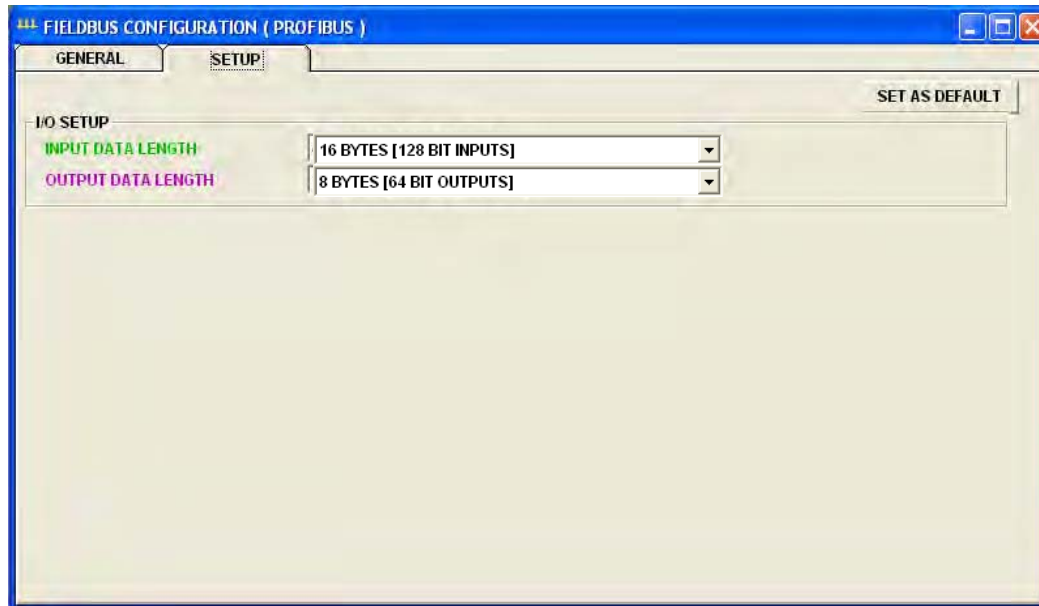 FIELDBUS CONFIGURATION ( PROFIBUS )
GENERAL SETUP
SET AS DEFAULT
I/O SETUP
INPUT DATA LENGTH 16 BYTES [128 BIT INPUTS]
OUTPUT DATA LENGTH 8 BYTES [64 BIT OUTPUTS]